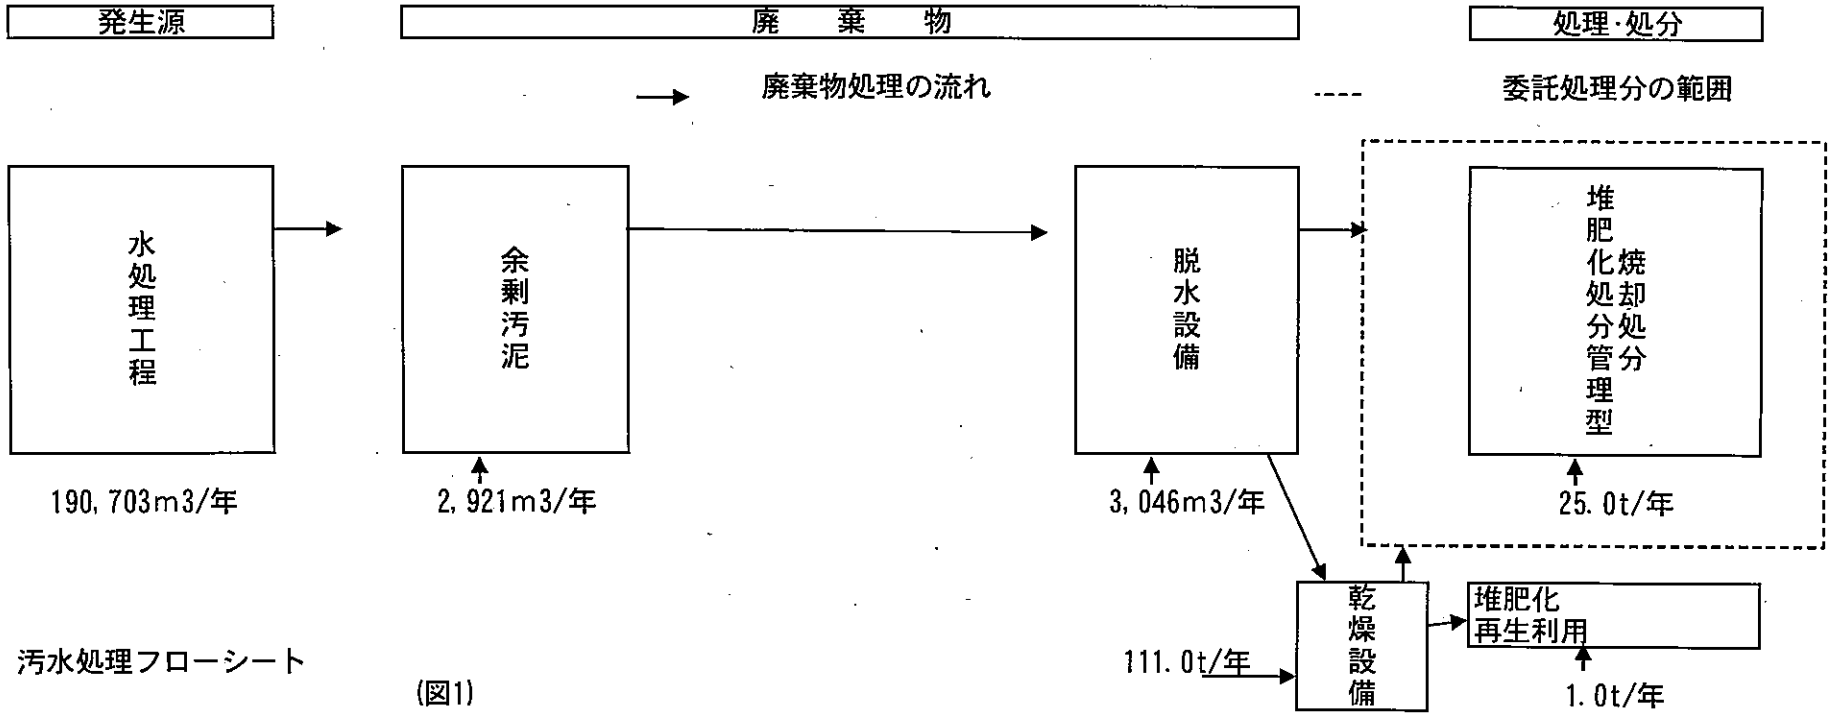 発生源
廃棄物
処理・処分
廃棄物処理の流れ
委託処理分の範囲
水処理工程
余剰汚泥
脱水設備
堆肥化処分管理型
焼却処分
190,703m3/年
2,921m3/年
3,046m3/年
25.0t/年
乾燥設備
堆肥化
再生利用
111.0t/年
1.0t/年
汚水処理フローシート
(図1)